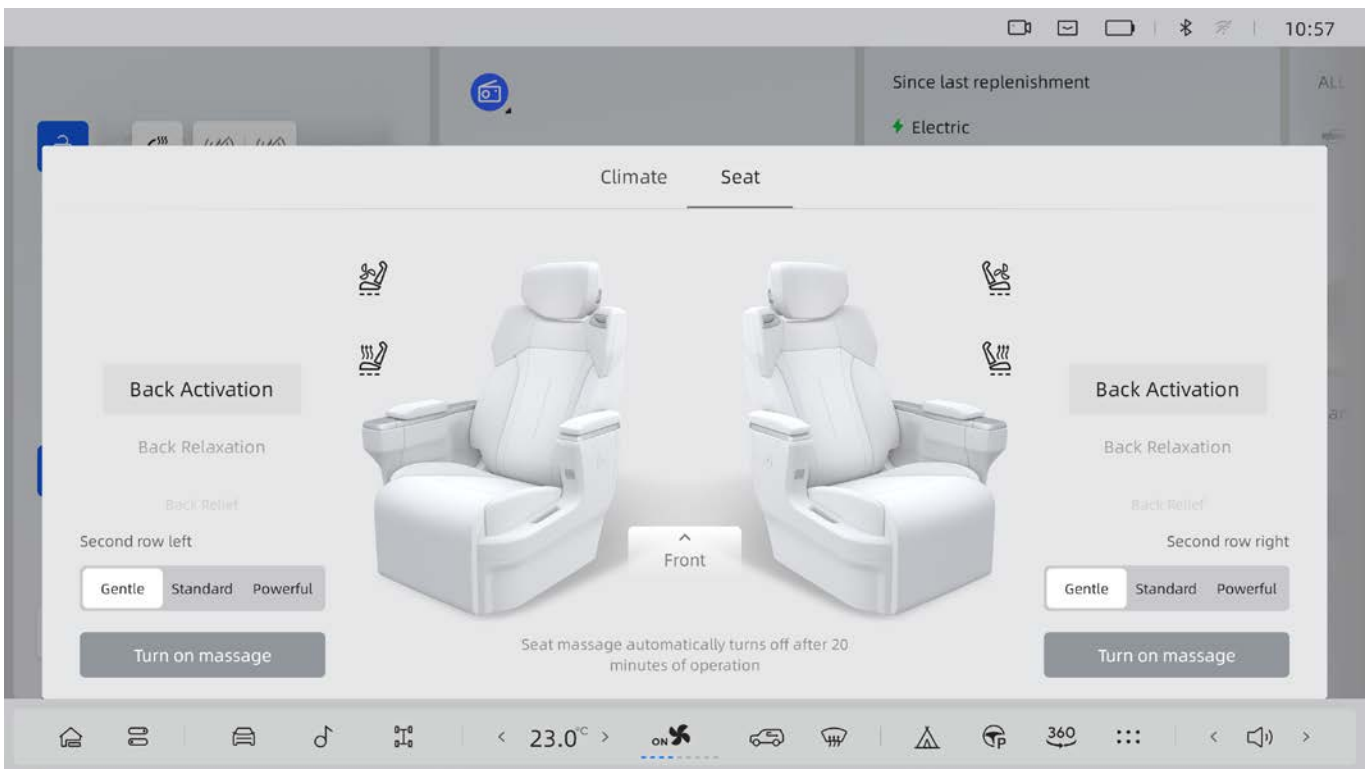 10:57
Since last replenishment
Electric
ALL
Climate
Seat
Back Activation
Back Relaxation
Back Relief
Second row left
Gentle Standard Powerful
Turn on massage
Front
Seat massage automatically turns off after 20
minutes of operation
Back Activation
Back Relaxation
Back Relief
Second row right
Gentle Standard Powerful
Turn on massage
23.0°C
ON
P
360